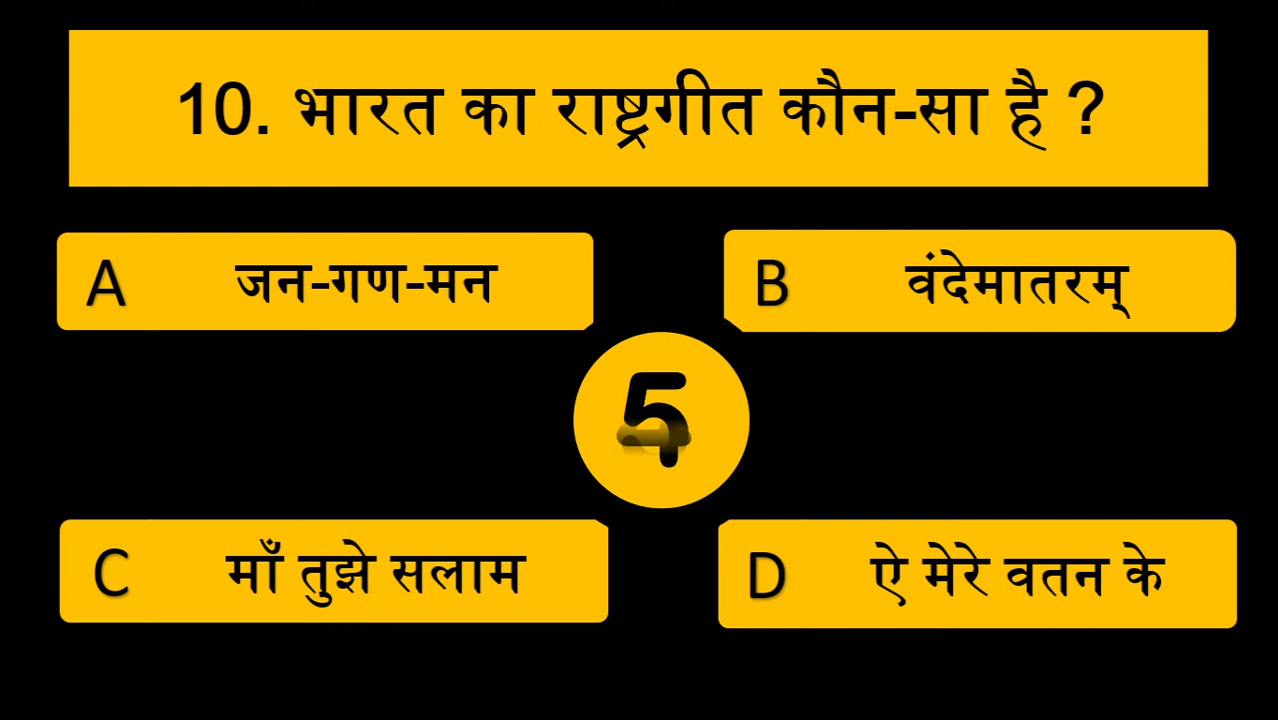 10. भारत का राष्ट्रगीत कौन-सा है ?
A जन-गण-मन
B वंदेमातरम्
5
C माँ तुझे सलाम
D ऐ मेरे वतन के